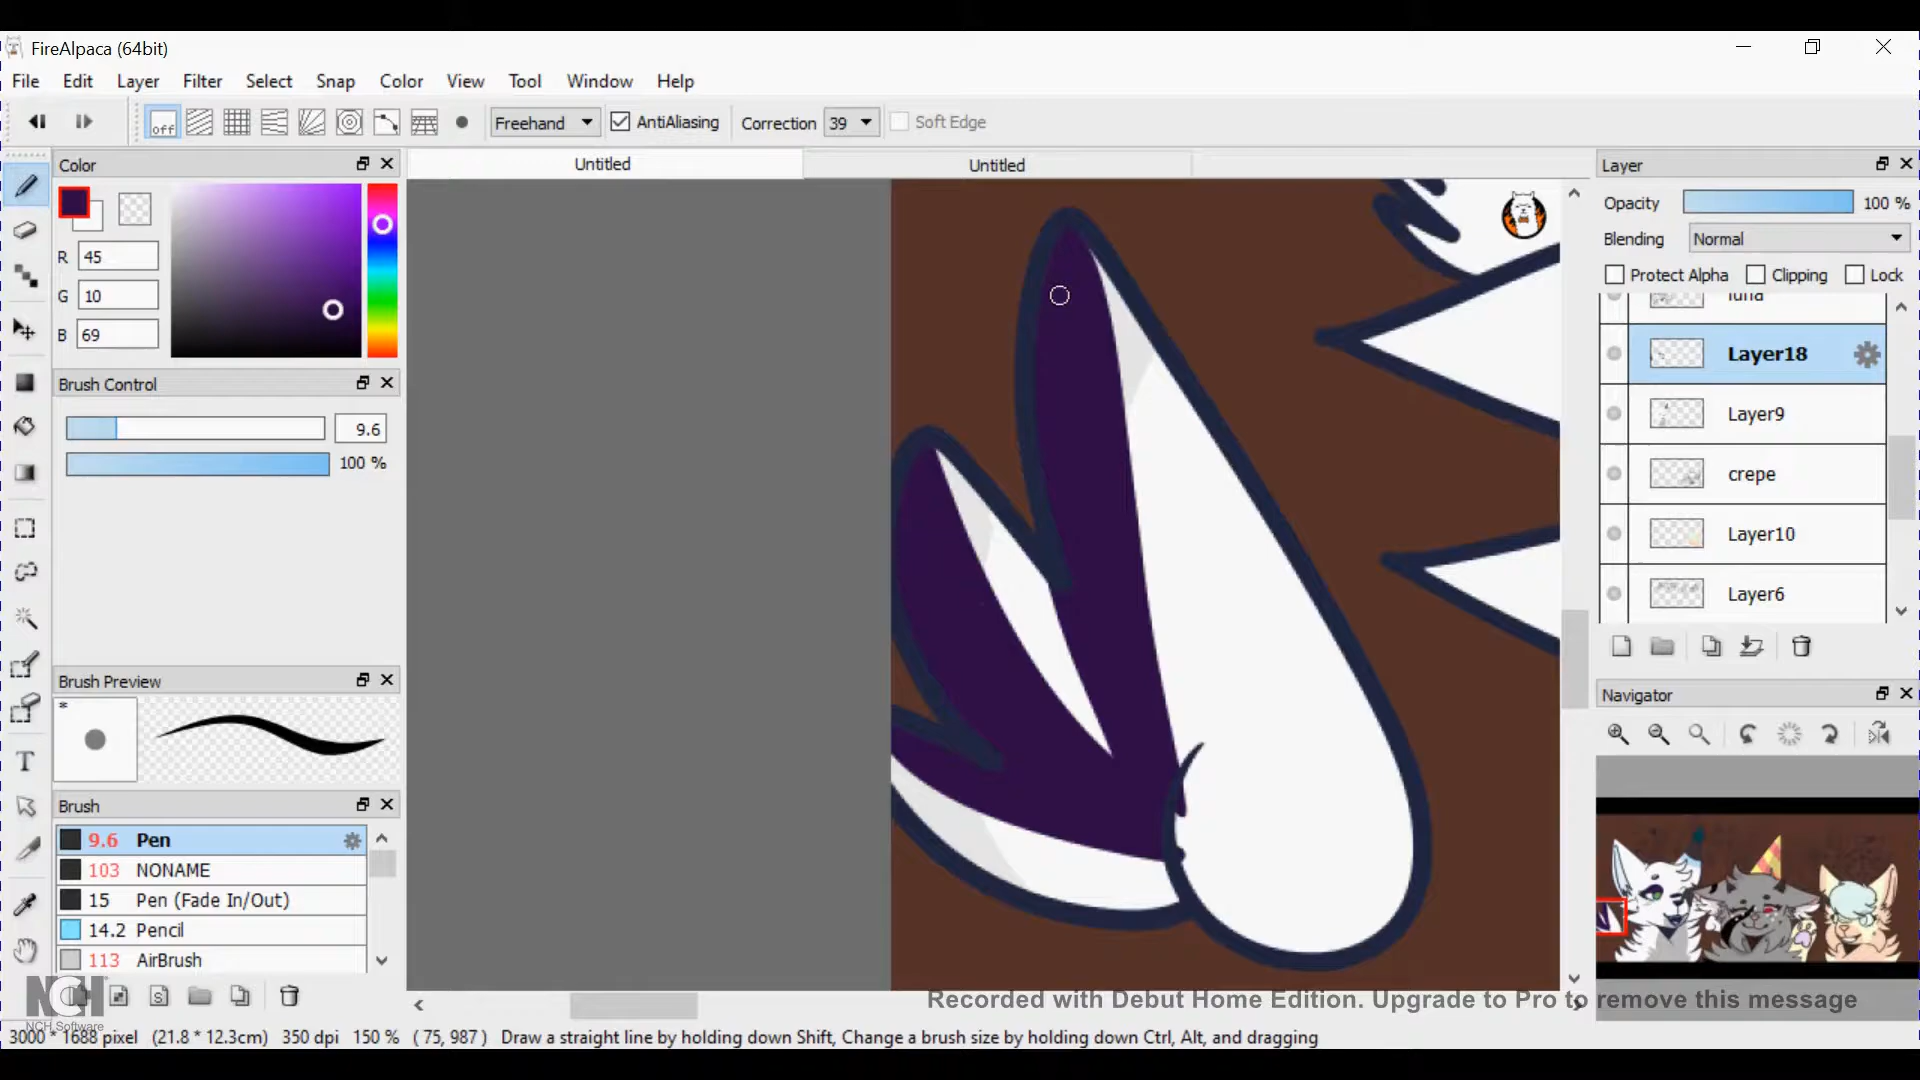 FireAlpaca (64bit)
File Edit Layer Filter Select Snap Color View Tool Window Help
off Freehand AntiAliasing Correction 39 Soft Edge
Color
R 45
G 10
B 69
Brush Control
9.6
100 %
Brush Preview
*
Brush
9.6 Pen
103 NONAME
15 Pen (Fade In/Out)
14.2 Pencil
113 AirBrush
NCH
NCH Software
Untitled Untitled
Layer
Opacity 100 %
Blending Normal
Protect Alpha Clipping Lock
luna
Layer18
Layer9
crepe
Layer10
Layer6
Navigator
Recorded with Debut Home Edition. Upgrade to Pro to remove this message
3000 * 1688 pixel (21.8 * 12.3cm) 350 dpi 150 % ( 75, 987 ) Draw a straight line by holding down Shift, Change a brush size by holding down Ctrl, Alt, and dragging